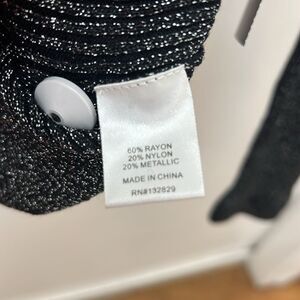 60% RAYON
20% NYLON
20% METALLIC
MADE IN CHINA
RN#132829